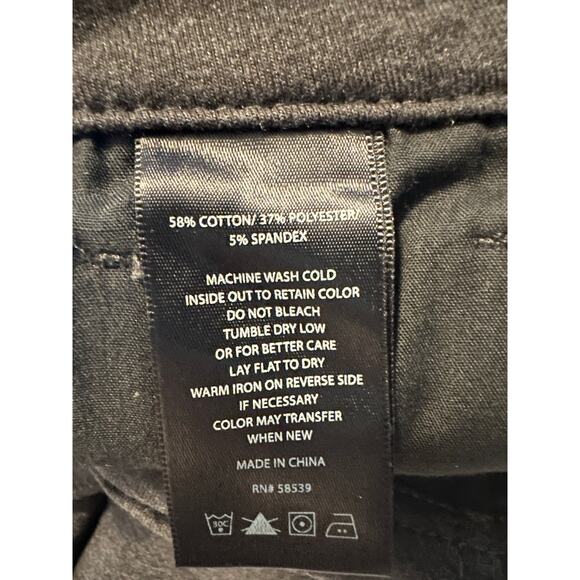 58% COTTON/ 37% POLYESTER/
5% SPANDEX
MACHINE WASH COLD
INSIDE OUT TO RETAIN COLOR
DO NOT BLEACH
TUMBLE DRY LOW
OR FOR BETTER CARE
LAY FLAT TO DRY
WARM IRON ON REVERSE SIDE
IF NECESSARY
COLOR MAY TRANSFER
WHEN NEW
MADE IN CHINA
RN# 58539
30C